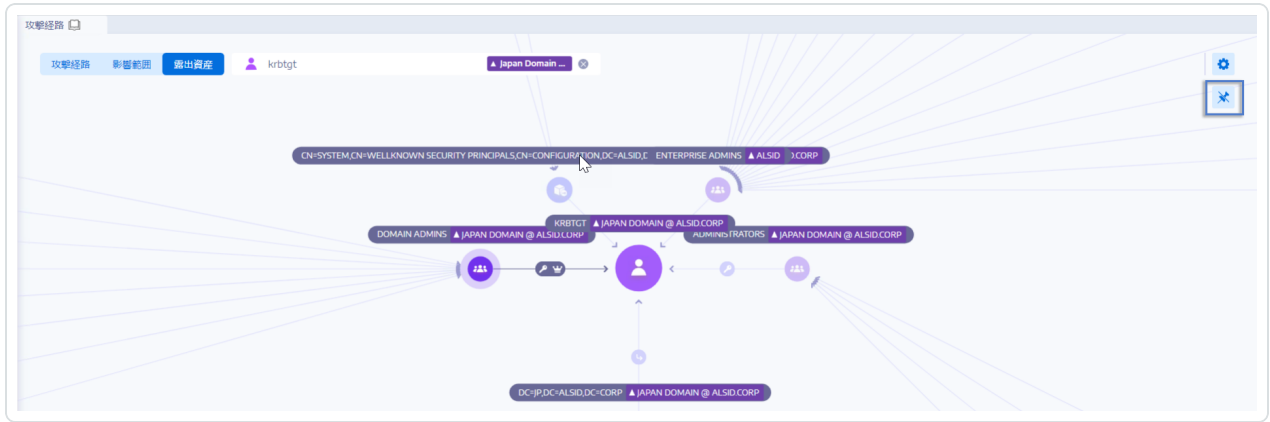 攻撃経路
攻撃経路 影響範囲 露出資産 krbtgt Japan Domain ...
CN=SYSTEM,CN=WELLKNOWN SECURITY PRINCIPALS,CN=CONFIGURATION,DC=ALSID,C ENTERPRISE ADMINS ALSID D.CORP
KRBTGT JAPAN DOMAIN @ ALSID.CORP
DOMAIN ADMINS JAPAN DOMAIN @ ALSID.CORP ADMINISTRATORS JAPAN DOMAIN @ ALSID.CORP
DC=JP,DC=ALSID,DC=CORP JAPAN DOMAIN @ ALSID.CORP